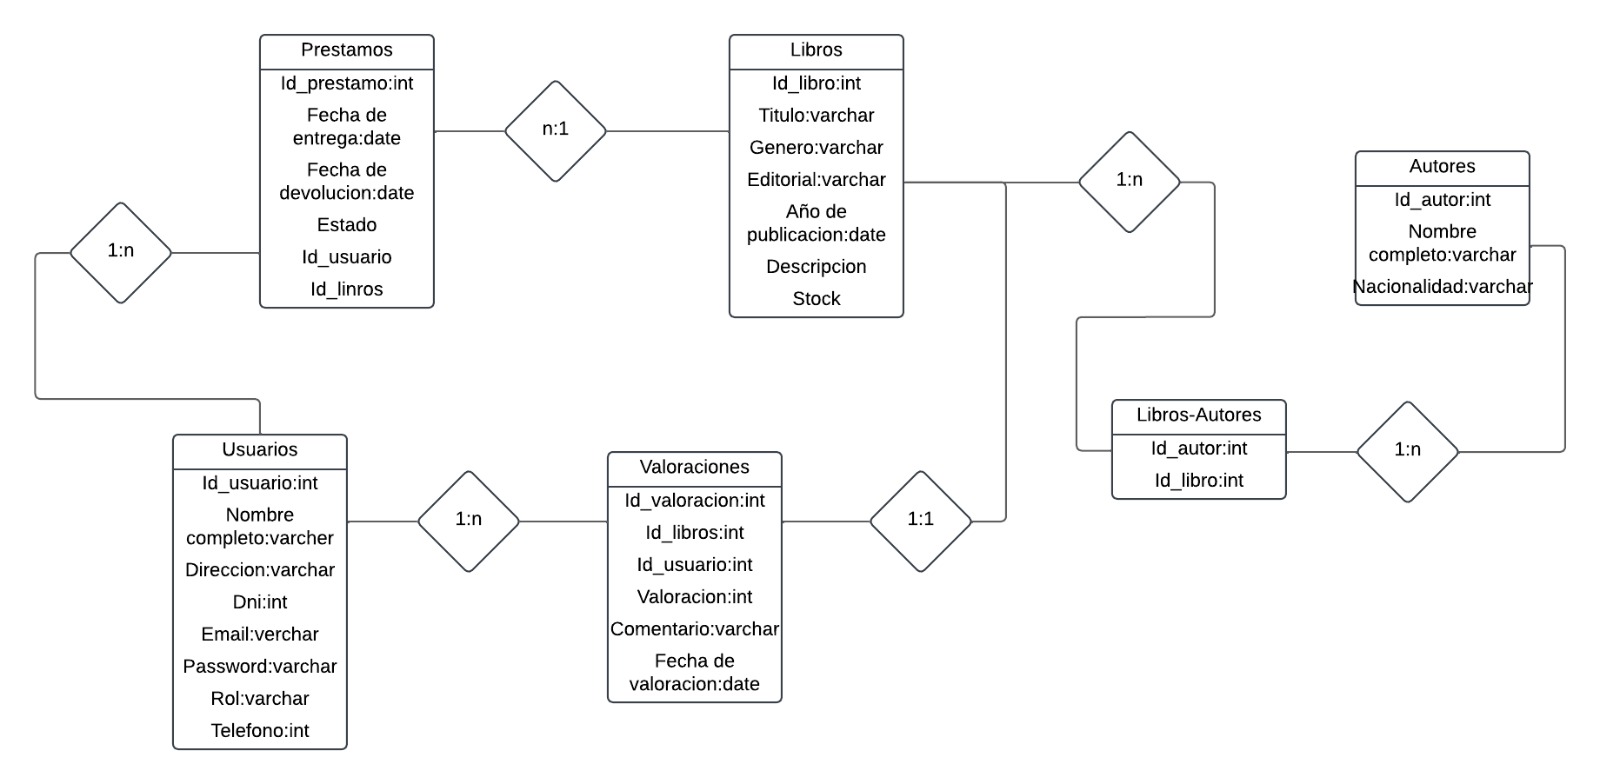 Prestamos
Id_prestamo:int
Fecha de
entrega:date
Fecha de
devolucion:date
Estado
Id_usuario
Id_linros
n:1
Libros
Id_libro:int
Titulo:varchar
Genero:varchar
Editorial:varchar
Año de
publicacion:date
Descripcion
Stock
1:n
Autores
Id_autor:int
Nombre
completo:varchar
Nacionalidad:varchar
1:n
Usuarios
Id_usuario:int
Nombre
completo:varcher
Direccion:varchar
Dni:int
Email:verchar
Password:varchar
Rol:varchar
Telefono:int
1:n
Valoraciones
Id_valoracion:int
Id_libros:int
Id_usuario:int
Valoracion:int
Comentario:varchar
Fecha de
valoracion:date
1:1
Libros-Autores
Id_autor:int
Id_libro:int
1:n